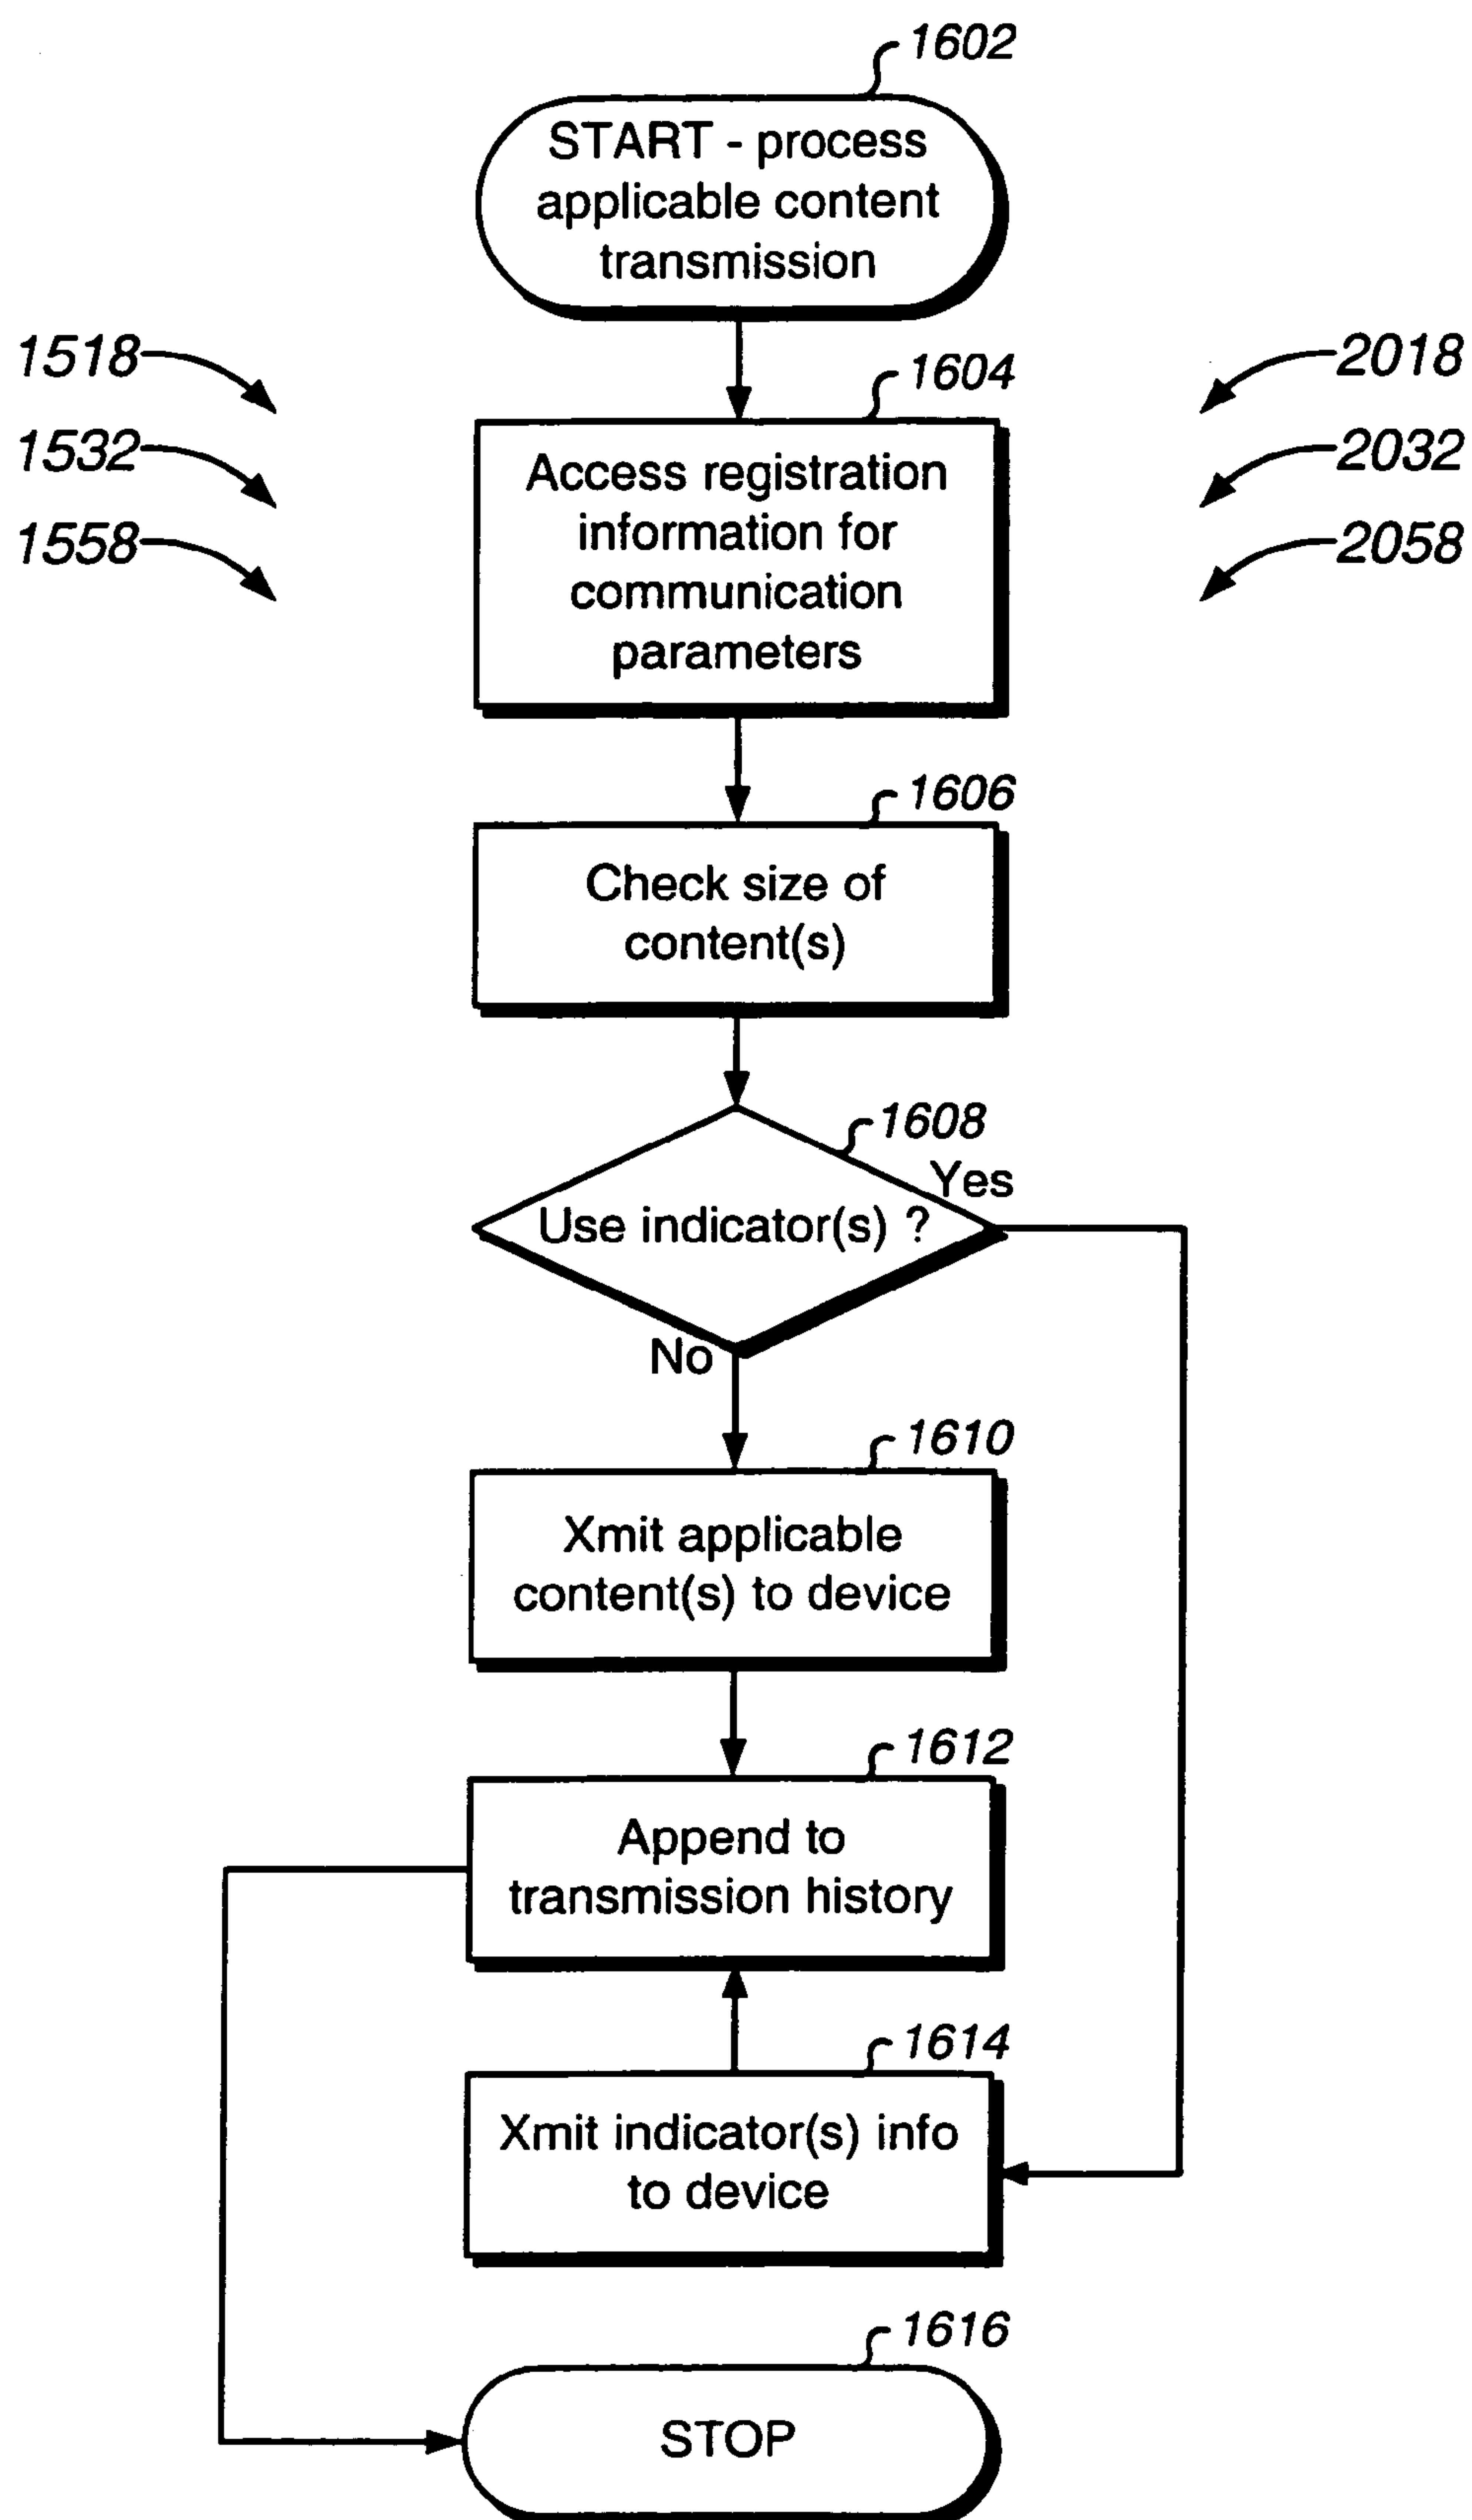 1602
START - process
applicable content
transmission
1518
1532
1558
2018
2032
2058
1604
Access registration
information for
communication
parameters
1606
Check size of
content(s)
1608
Yes
Use indicator(s) ?
No
1610
Xmit applicable
content(s) to device
1612
Append to
transmission history
1614
Xmit indicator(s) info
to device
1616
STOP